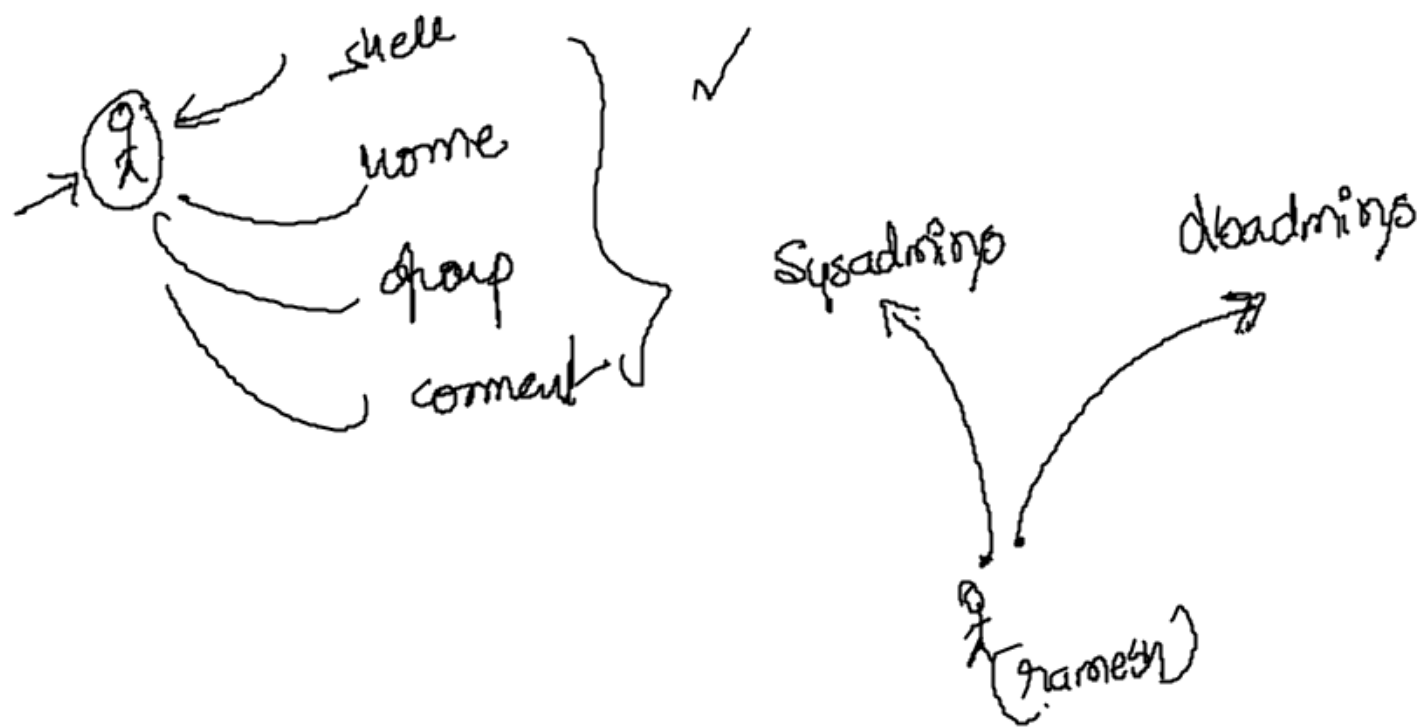 shell
home
group
comment
sysadmins
dbadmins
(ramesh)